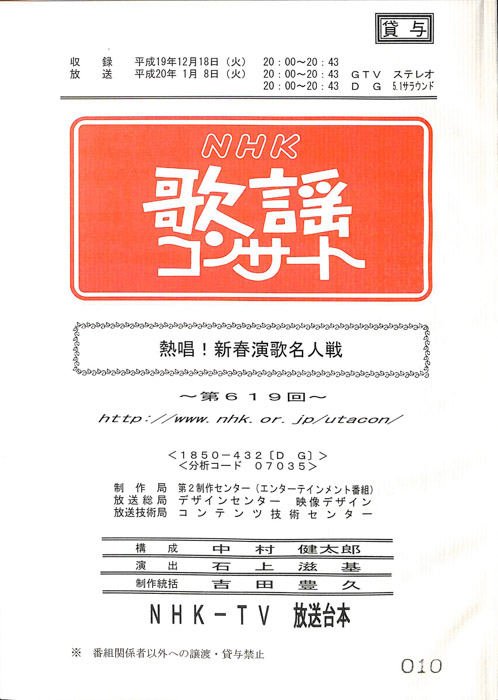 貸与
収　録　平成19年12月18日（火）　20：00～20：43
放　送　平成20年 1月 8日（火）　20：00～20：43　ＧＴＶ　ステレオ
20：00～20：43　Ｄ　Ｇ　5.1サラウンド
NHK
歌謡
コンサート
熱唱！新春演歌名人戦
～第６１９回～
http://www.nhk.or.jp/utacon/
＜1850－432〔Ｄ　Ｇ〕＞
＜分析コード　07035＞
制　作　局　第２制作センター（エンターテインメント番組）
放送総局　デザインセンター　映像デザイン
放送技術局　コンテンツ技術センター
構　成　中　村　健太郎
演　出　石　上　滋　基
制作統括　吉　田　豊　久
ＮＨＫ－ＴＶ　放送台本
※　番組関係者以外への譲渡・貸与禁止
010